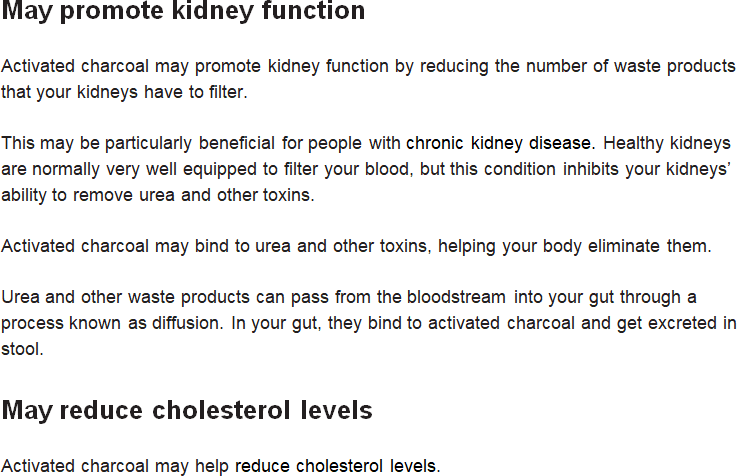 May promote kidney function
Activated charcoal may promote kidney function by reducing the number of waste products
that your kidneys have to filter.
This may be particularly beneficial for people with chronic kidney disease. Healthy kidneys
are normally very well equipped to filter your blood, but this condition inhibits your kidneys’
ability to remove urea and other toxins.
Activated charcoal may bind to urea and other toxins, helping your body eliminate them.
Urea and other waste products can pass from the bloodstream into your gut through a
process known as diffusion. In your gut, they bind to activated charcoal and get excreted in
stool.
May reduce cholesterol levels
Activated charcoal may help reduce cholesterol levels.